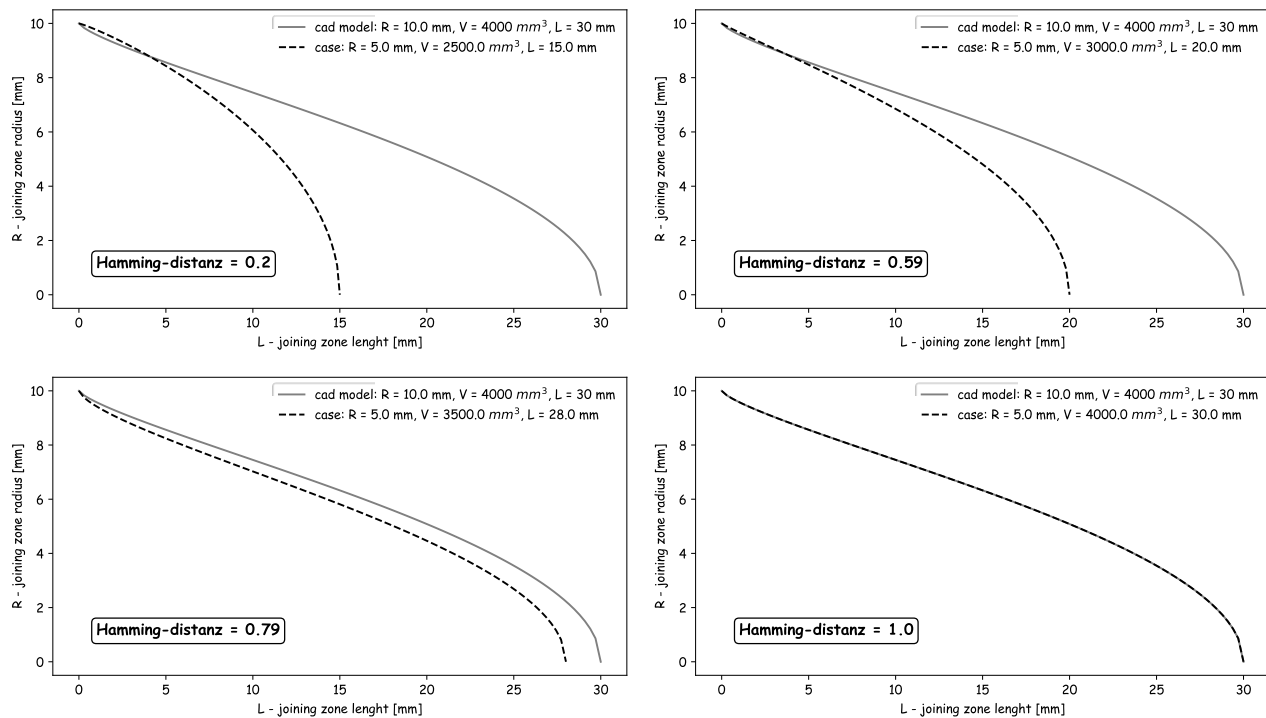 cad model: R = 10.0 mm, V = 4000 mm³, L = 30 mm
case: R = 5.0 mm, V = 2500.0 mm³, L = 15.0 mm
R - joining zone radius [mm]
10
8
6
4
2
0
Hamming-distanz = 0.2
0 5 10 15 20 25 30
L - joining zone lenght [mm]
cad model: R = 10.0 mm, V = 4000 mm³, L = 30 mm
case: R = 5.0 mm, V = 3000.0 mm³, L = 20.0 mm
R - joining zone radius [mm]
10
8
6
4
2
0
Hamming-distanz = 0.59
0 5 10 15 20 25 30
L - joining zone lenght [mm]
cad model: R = 10.0 mm, V = 4000 mm³, L = 30 mm
case: R = 5.0 mm, V = 3500.0 mm³, L = 28.0 mm
R - joining zone radius [mm]
10
8
6
4
2
0
Hamming-distanz = 0.79
0 5 10 15 20 25 30
L - joining zone lenght [mm]
cad model: R = 10.0 mm, V = 4000 mm³, L = 30 mm
case: R = 5.0 mm, V = 4000.0 mm³, L = 30.0 mm
R - joining zone radius [mm]
10
8
6
4
2
0
Hamming-distanz = 1.0
0 5 10 15 20 25 30
L - joining zone lenght [mm]